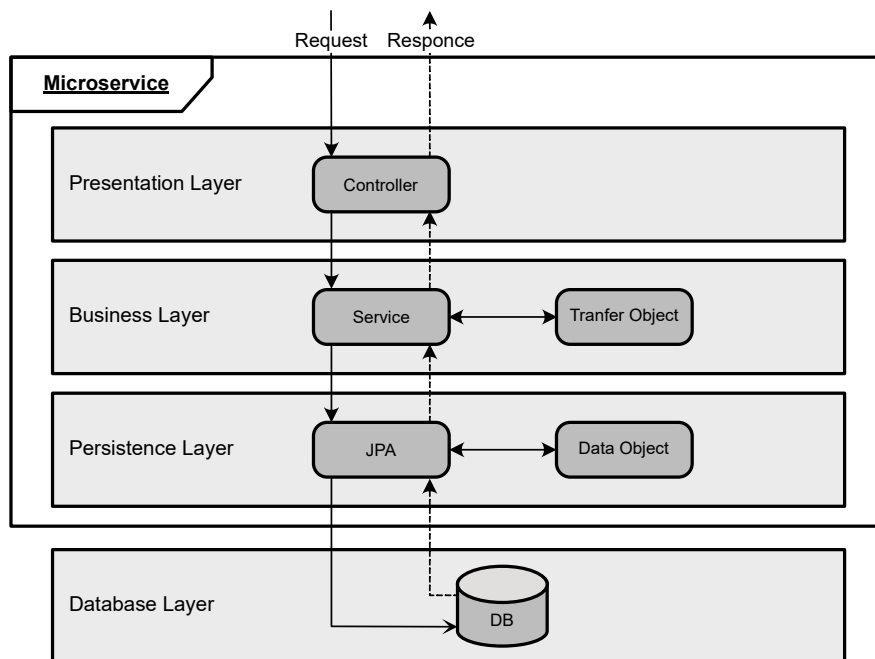 Request
Responce
Microservice
Presentation Layer
Controller
Business Layer
Service
Tranfer Object
Persistence Layer
JPA
Data Object
Database Layer
DB